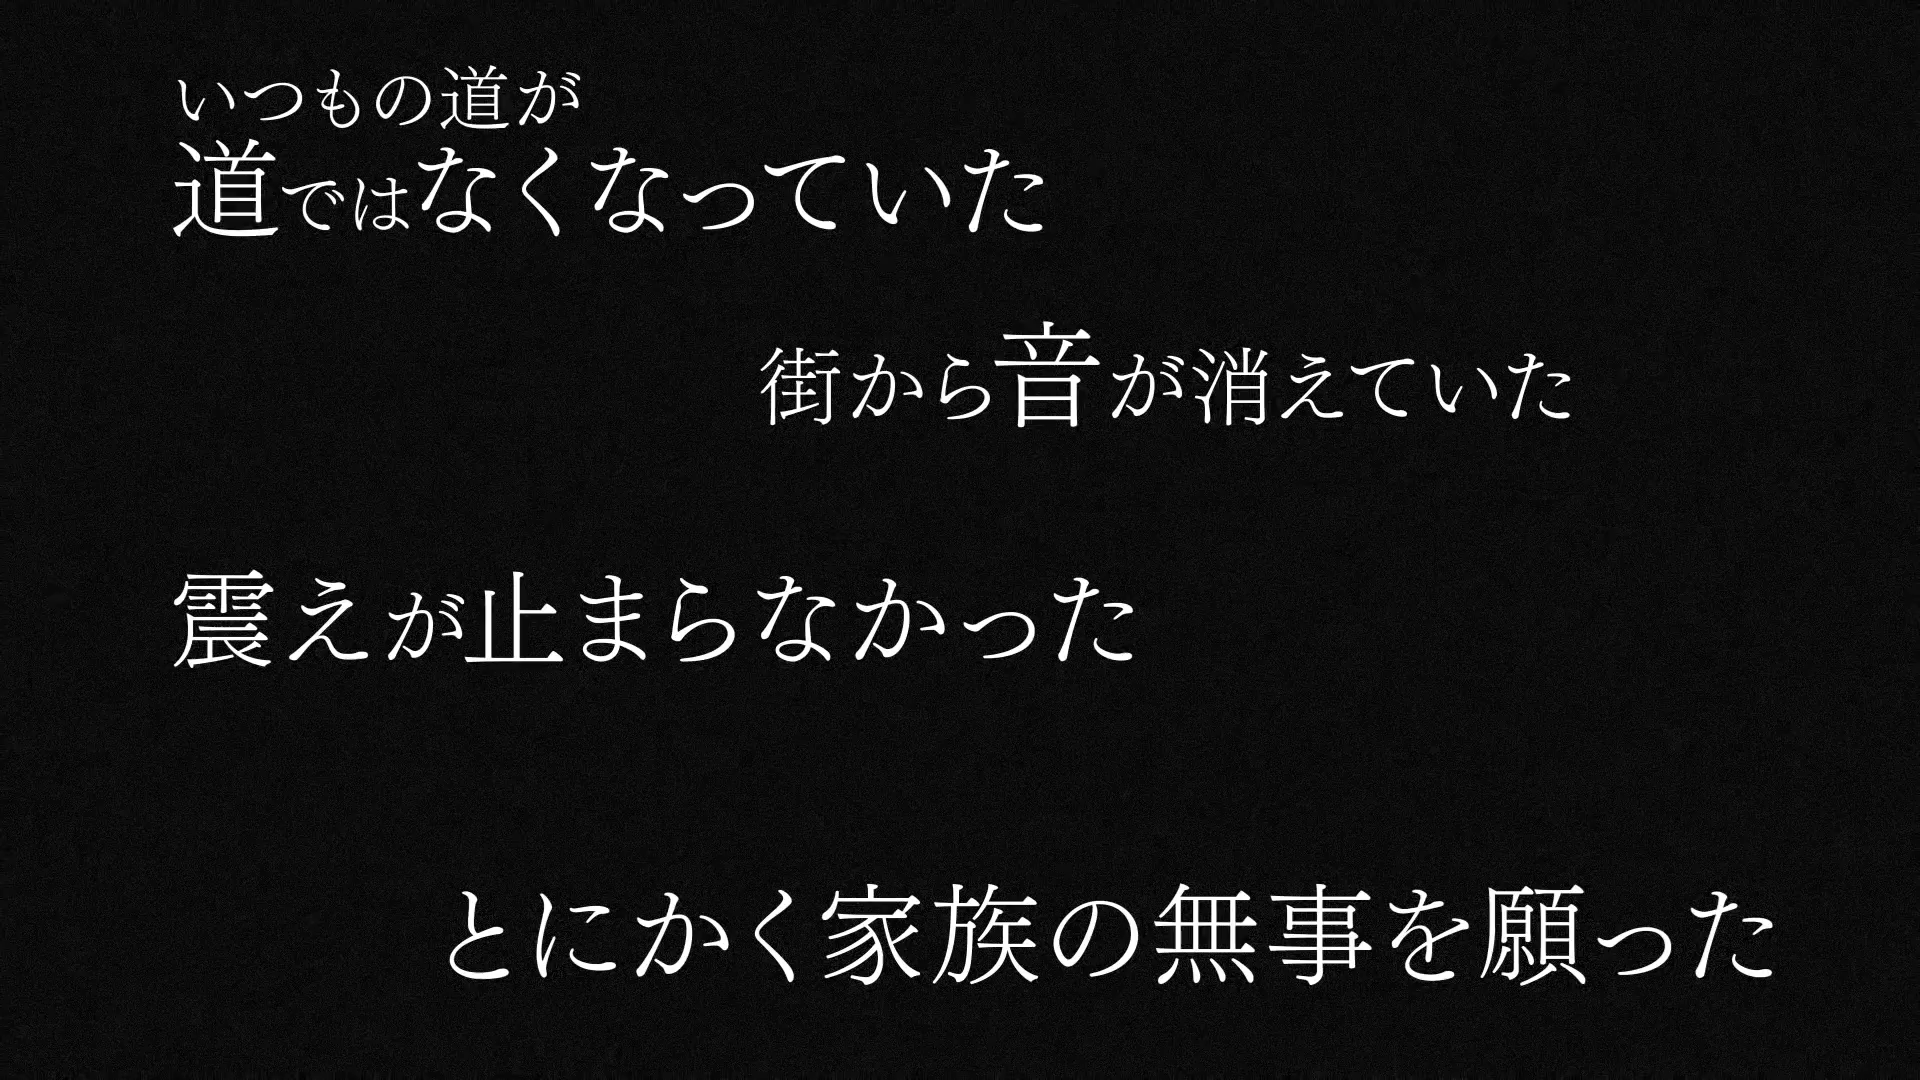 いつもの道が
道ではなくなっていた
街から音が消えていた
震えが止まらなかった
とにかく家族の無事を願った